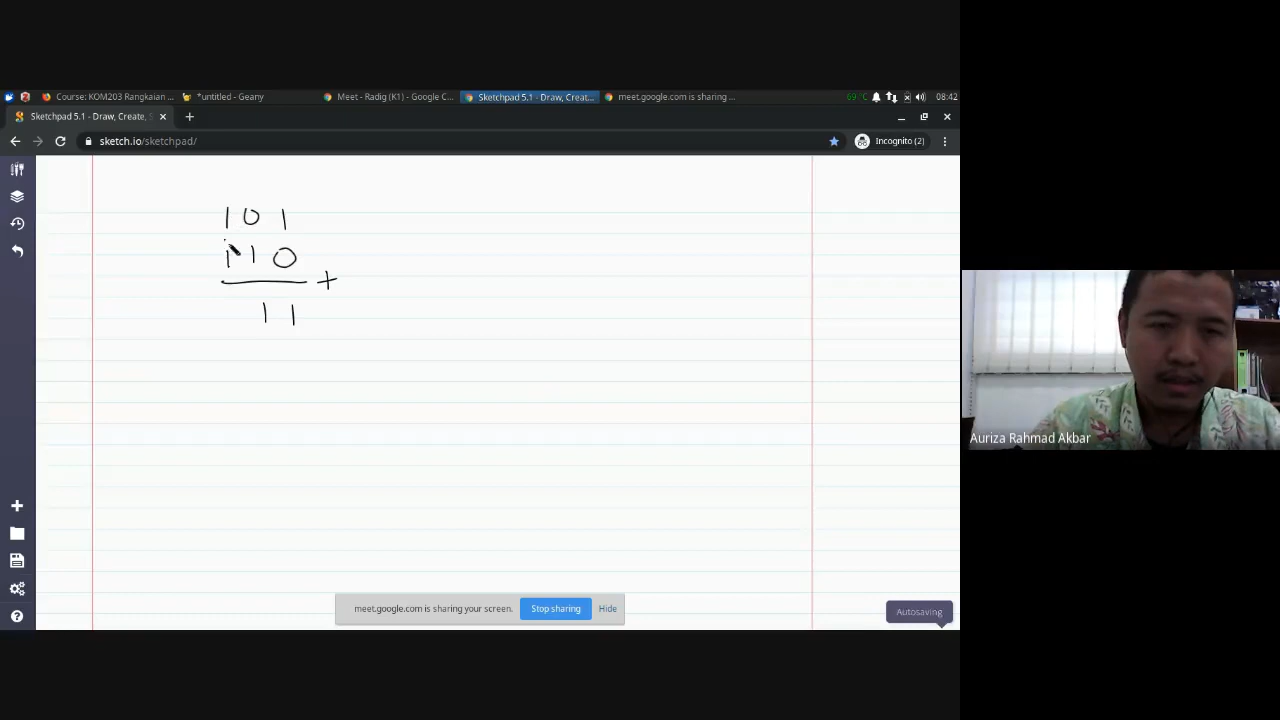 Course: KOM203 Rangkaian ...
*untitled - Geany
Meet - Radig (K1) - Google C...
Sketchpad 5.1 - Draw, Creat...
meet.google.com is sharing ...
69°C
08:42
Sketchpad 5.1 - Draw, Create, S
sketch.io/sketchpad/
Incognito (2)
1 0 1
1 1 0
+
1 1
Auriza Rahmad Akbar
meet.google.com is sharing your screen.
Stop sharing
Hide
Autosaving